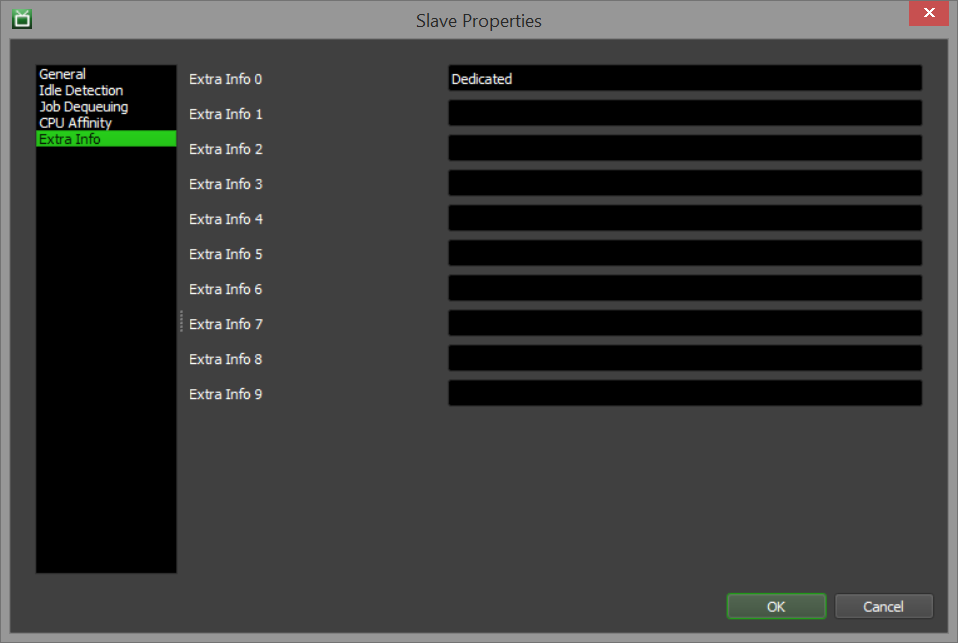 Slave Properties
General
Idle Detection
Job Dequeuing
CPU Affinity
Extra Info
Extra Info 0 Dedicated
Extra Info 1
Extra Info 2
Extra Info 3
Extra Info 4
Extra Info 5
Extra Info 6
Extra Info 7
Extra Info 8
Extra Info 9
OK Cancel